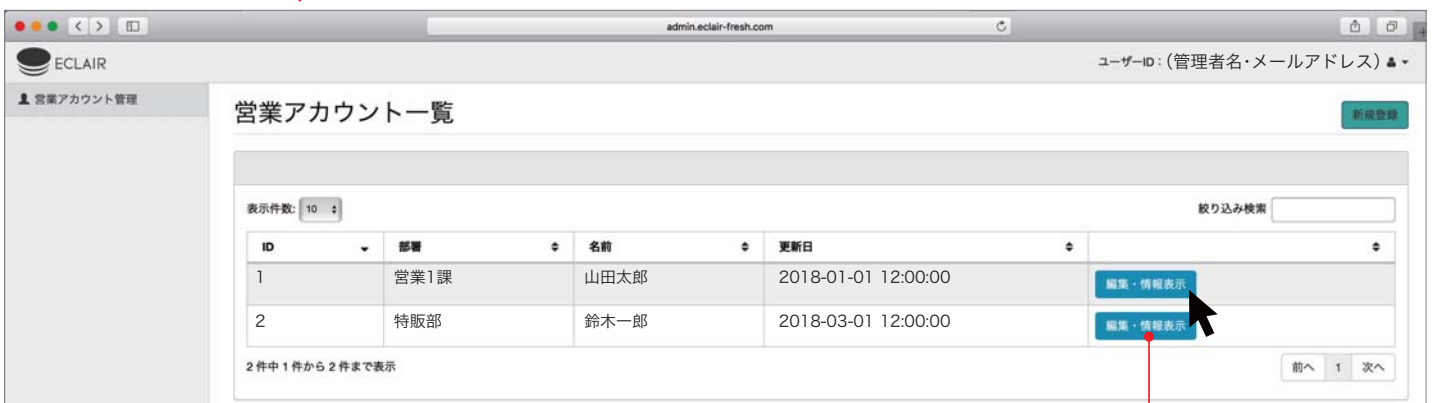 admin.eclair-fresh.com
ECLAIR
ユーザーID：(管理者名･メールアドレス)
営業アカウント管理
営業アカウント一覧
新規登録
表示件数: 10
絞り込み検索
ID 部署 名前 更新日
1 営業1課 山田太郎 2018-01-01 12:00:00 編集・情報表示
2 特販部 鈴木一郎 2018-03-01 12:00:00 編集・情報表示
2 件中 1 件から 2 件まで表示
前へ 1 次へ